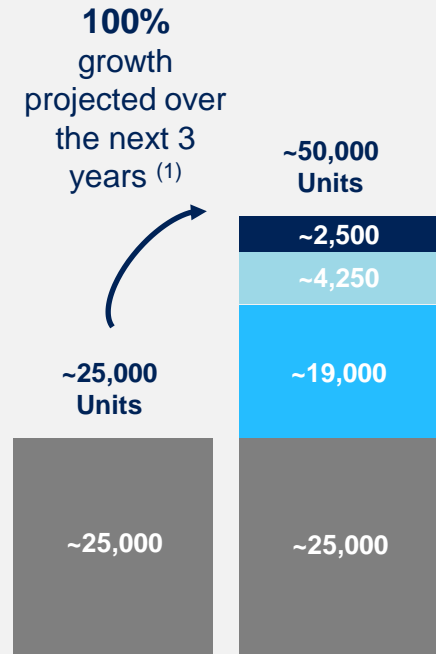 100%
growth
projected over
the next 3
years (1)
~50,000
Units
~2,500
~4,250
~25,000
Units
~19,000
~25,000
~25,000